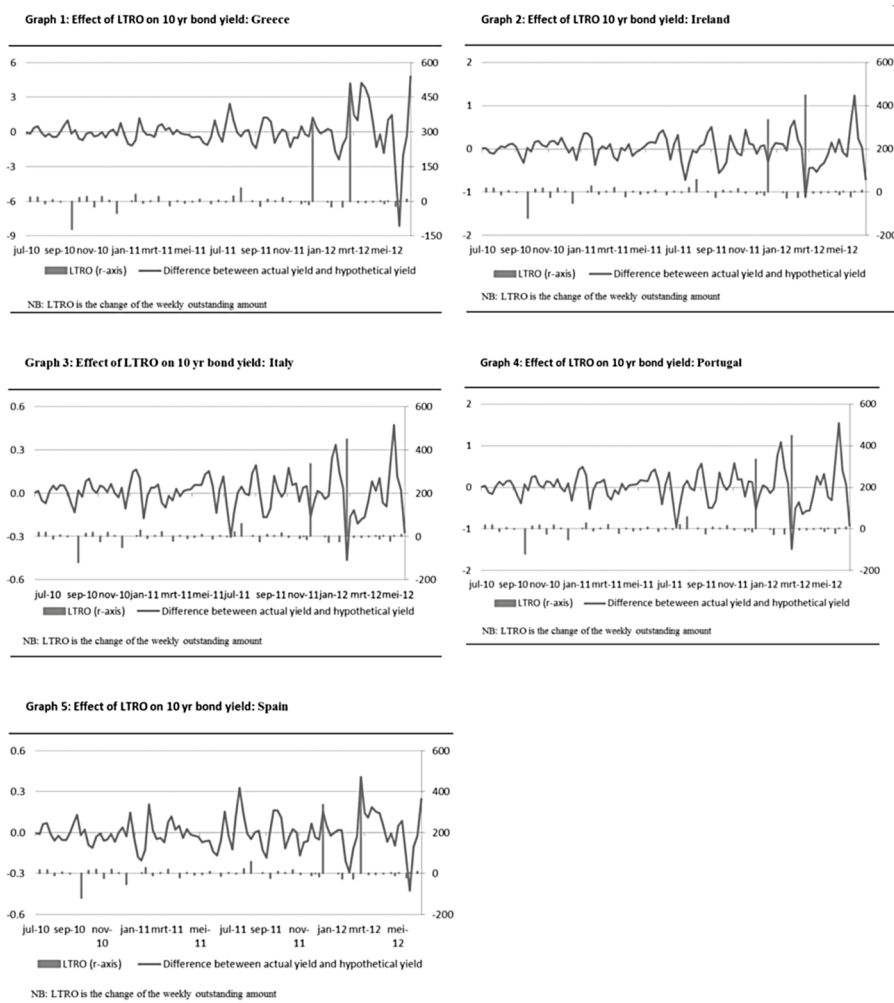 Graph 1: Effect of LTRO on 10 yr bond yield: Greece
6 600
3 450
0 300
-3 150
-6 0
-9 -150
jul-10 sep-10 nov-10 jan-11 mrt-11 mei-11 jul-11 sep-11 nov-11 jan-12 mrt-12 mei-12
LTRO (r-axis) Difference beteween actual yield and hypothetical yield
NB: LTRO is the change of the weekly outstanding amount
Graph 2: Effect of LTRO 10 yr bond yield: Ireland
2 600
1 400
0 200
-1 0
-2 -200
jul-10 sep-10 nov-10 jan-11 mrt-11 mei-11 jul-11 sep-11 nov-11 jan-12 mrt-12 mei-12
LTRO (r-axis) Difference beteween actual yield and hypothetical yield
NB: LTRO is the change of the weekly outstanding amount
Graph 3: Effect of LTRO on 10 yr bond yield: Italy
0.6 600
0.3 400
0.0 200
-0.3 0
-0.6 -200
jul-10 sep-10 nov-10 jan-11 mrt-11 mei-11 jul-11 sep-11 nov-11 jan-12 mrt-12 mei-12
LTRO (r-axis) Difference beteween actual yield and hypothetical yield
NB: LTRO is the change of the weekly outstanding amount
Graph 4: Effect of LTRO on 10 yr bond yield: Portugal
2 600
1 400
0 200
-1 0
-2 -200
jul-10 sep-10 nov-10 jan-11 mrt-11 mei-11 jul-11 sep-11 nov-11 jan-12 mrt-12 mei-12
LTRO (r-axis) Difference beteween actual yield and hypothetical yield
NB: LTRO is the change of the weekly outstanding amount
Graph 5: Effect of LTRO on 10 yr bond yield: Spain
0.6 600
0.3 400
0.0 200
-0.3 0
-0.6 -200
jul-10 sep-10 nov- jan-11 mrt-11 mei- jul-11 sep-11 nov- jan-12 mrt-12 mei-
10 11 11 12
LTRO (r-axis) Difference beteween actual yield and hypothetical yield
NB: LTRO is the change of the weekly outstanding amount